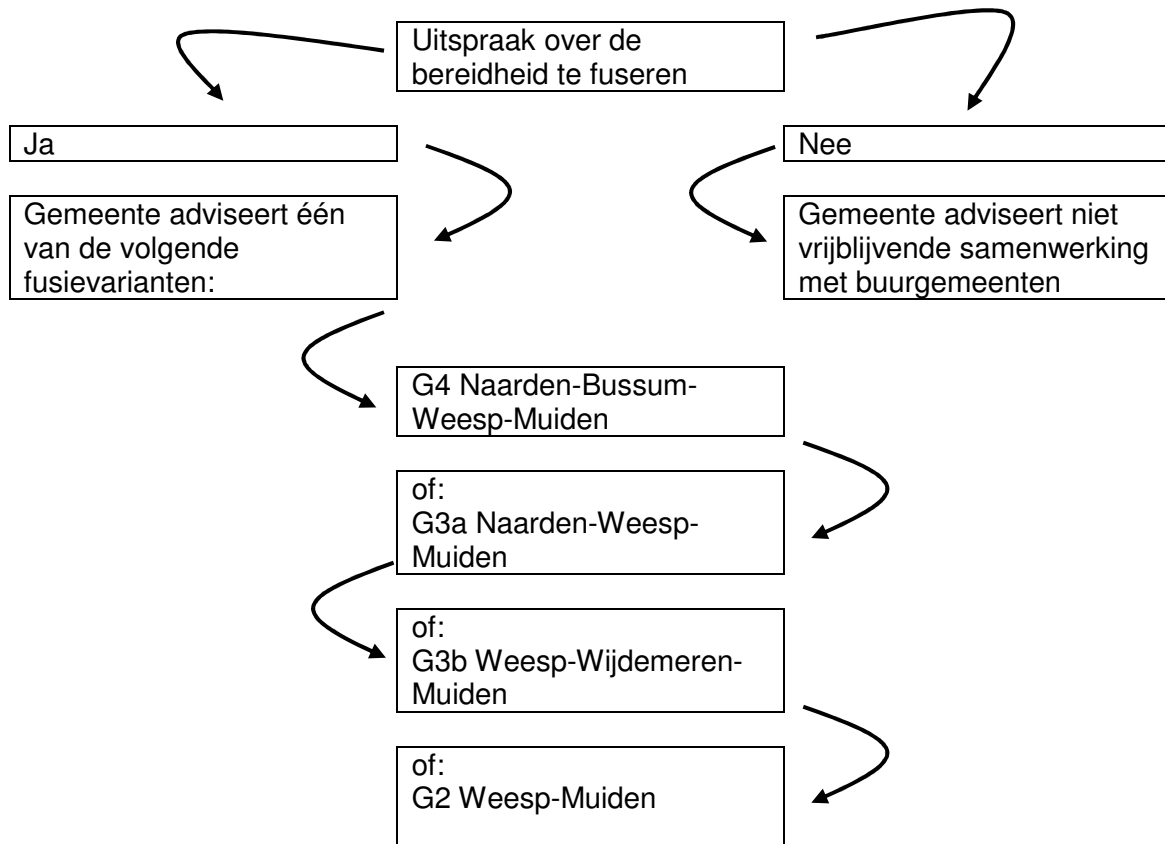 Uitspraak over de
bereidheid te fuseren
Ja
Nee
Gemeente adviseert één
van de volgende
fusievarianten:
Gemeente adviseert niet
vrijblijvende samenwerking
met buurgemeenten
G4 Naarden-Bussum-
Weesp-Muiden
of:
G3a Naarden-Weesp-
Muiden
of:
G3b Weesp-Wijdemeren-
Muiden
of:
G2 Weesp-Muiden